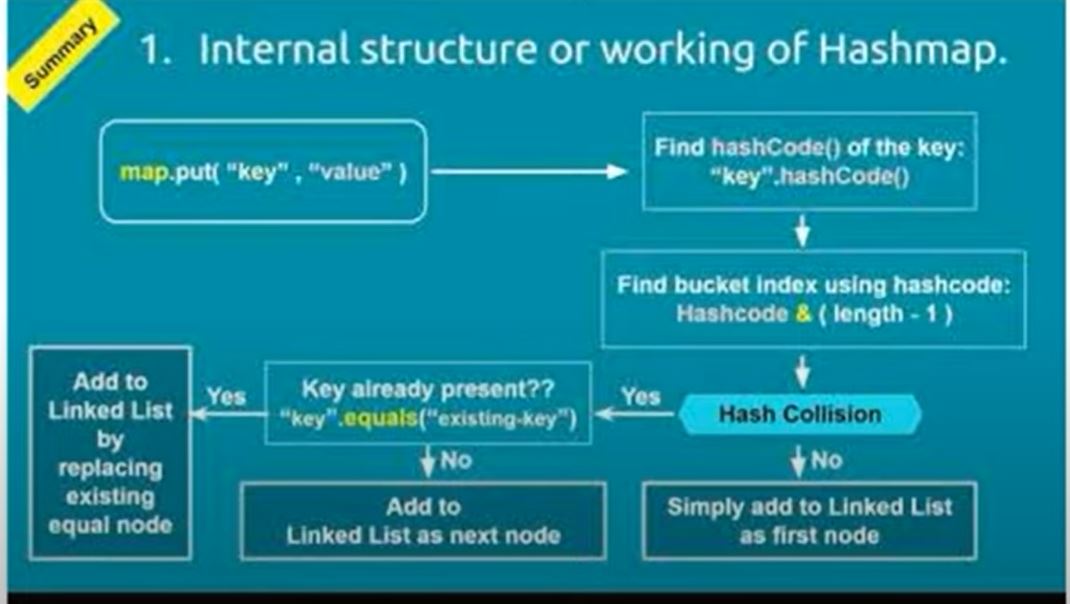 Summary
1. Internal structure or working of Hashmap.
map.put( "key" , "value" )
Find hashCode() of the key:
"key".hashCode()
Find bucket index using hashcode:
Hashcode & ( length - 1 )
Hash Collision
Yes
Key already present??
"key".equals("existing-key")
Yes
Add to
Linked List
by
replacing
existing
equal node
No
Add to
Linked List as next node
No
Simply add to Linked List
as first node